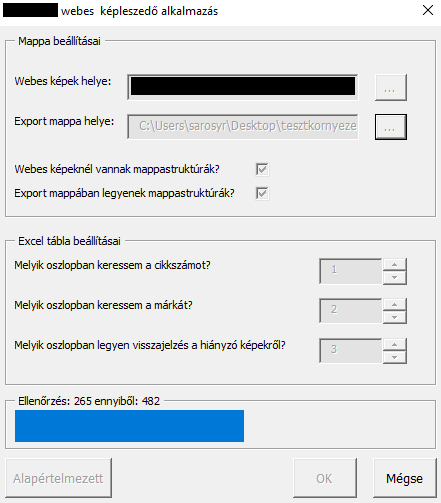 webes képleszedő alkalmazás
Mappa beállításai
Webes képek helye:
...
Export mappa helye:
C:\Users\sarosyr\Desktop\tesztkornyeze
...
Webes képeknél vannak mappastruktúrák?
Export mappában legyenek mappastruktúrák?
Excel tábla beállításai
Melyik oszlopban keressem a cikkszámot?
1
Melyik oszlopban keressem a márkát?
2
Melyik oszlopban legyen visszajelzés a hiányzó képekről?
3
Ellenőrzés: 265 ennyiből: 482
Alapértelmezett
OK
Mégse